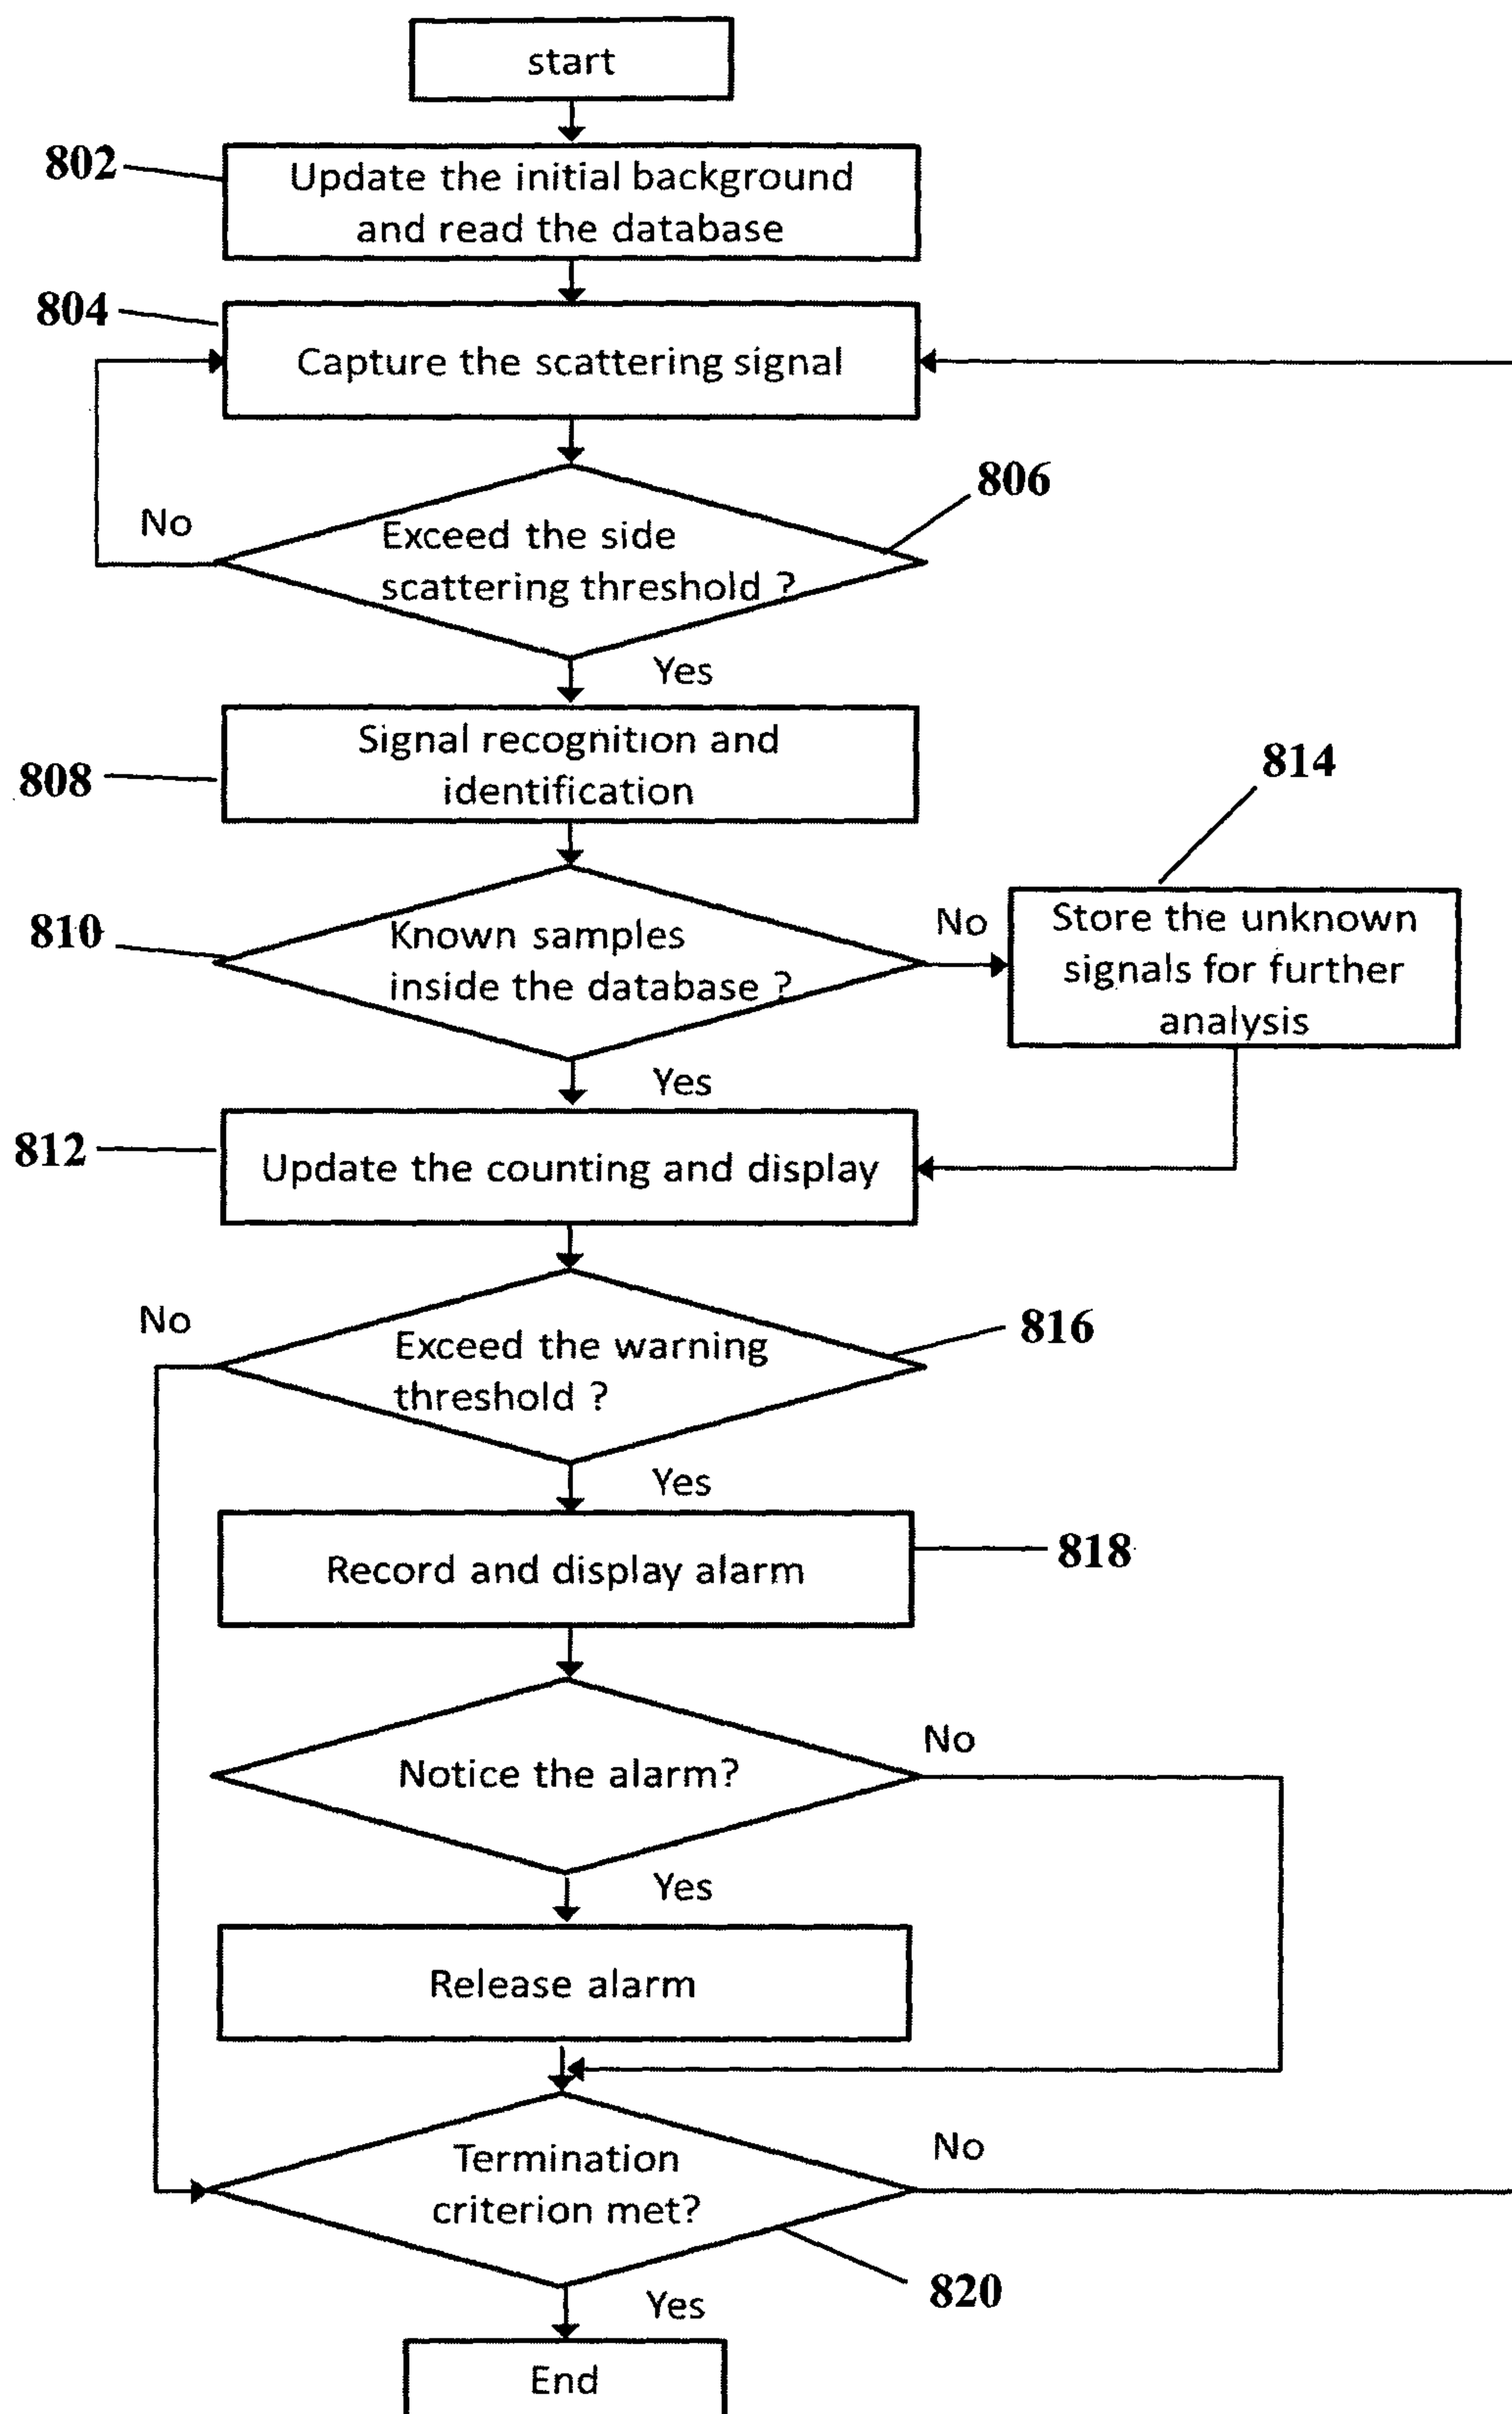 start
802
Update the initial background
and read the database
804
Capture the scattering signal
806
No
Exceed the side
scattering threshold ?
Yes
808
Signal recognition and
identification
814
810
Known samples
inside the database ?
No
Store the unknown
signals for further
analysis
Yes
812
Update the counting and display
No
816
Exceed the warning
threshold ?
Yes
818
Record and display alarm
No
Notice the alarm?
Yes
Release alarm
No
Termination
criterion met?
820
Yes
End